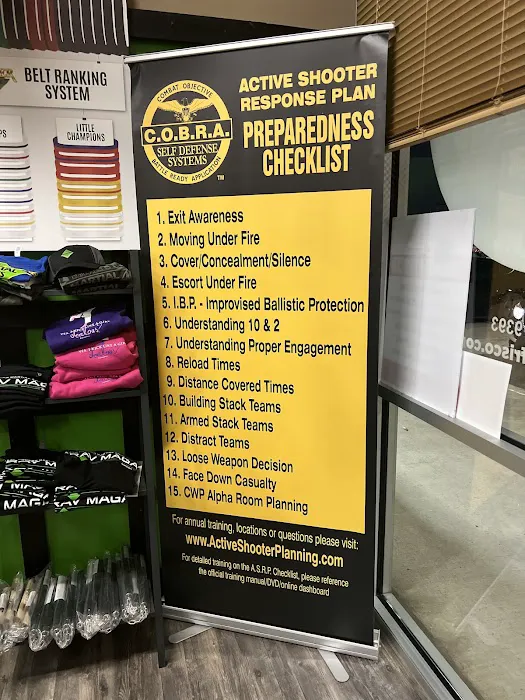 BELT RANKING
SYSTEM
LITTLE
CHAMPIONS
COMBAT OBJECTIVE
C.O.B.R.A.
SELF DEFENSE
SYSTEMS
BATTLE READY APPLICATION
TM
ACTIVE SHOOTER
RESPONSE PLAN
PREPAREDNESS
CHECKLIST
1. Exit Awareness
2. Moving Under Fire
3. Cover/Concealment/Silence
4. Escort Under Fire
5. I.B.P. - Improvised Ballistic Protection
6. Understanding 10 & 2
7. Understanding Proper Engagement
8. Reload Times
9. Distance Covered Times
10. Building Stack Teams
11. Armed Stack Teams
12. Distract Teams
13. Loose Weapon Decision
14. Face Down Casualty
15. CWP Alpha Room Planning
For annual training, locations or questions please visit:
www.ActiveShooterPlanning.com
For detailed training on the A.S.R.P. Checklist, please reference
the official training manual/DVD/online dashboard
9393
frisco.co
MAGA
MAGA